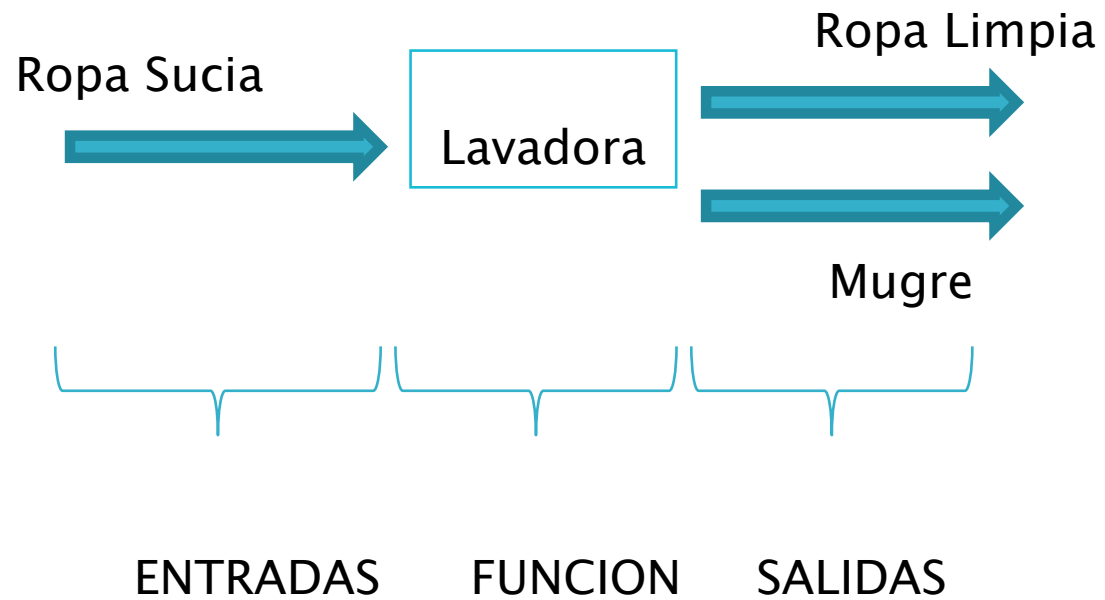 Ropa Sucia
Lavadora
Ropa Limpia
Mugre
ENTRADAS
FUNCION
SALIDAS